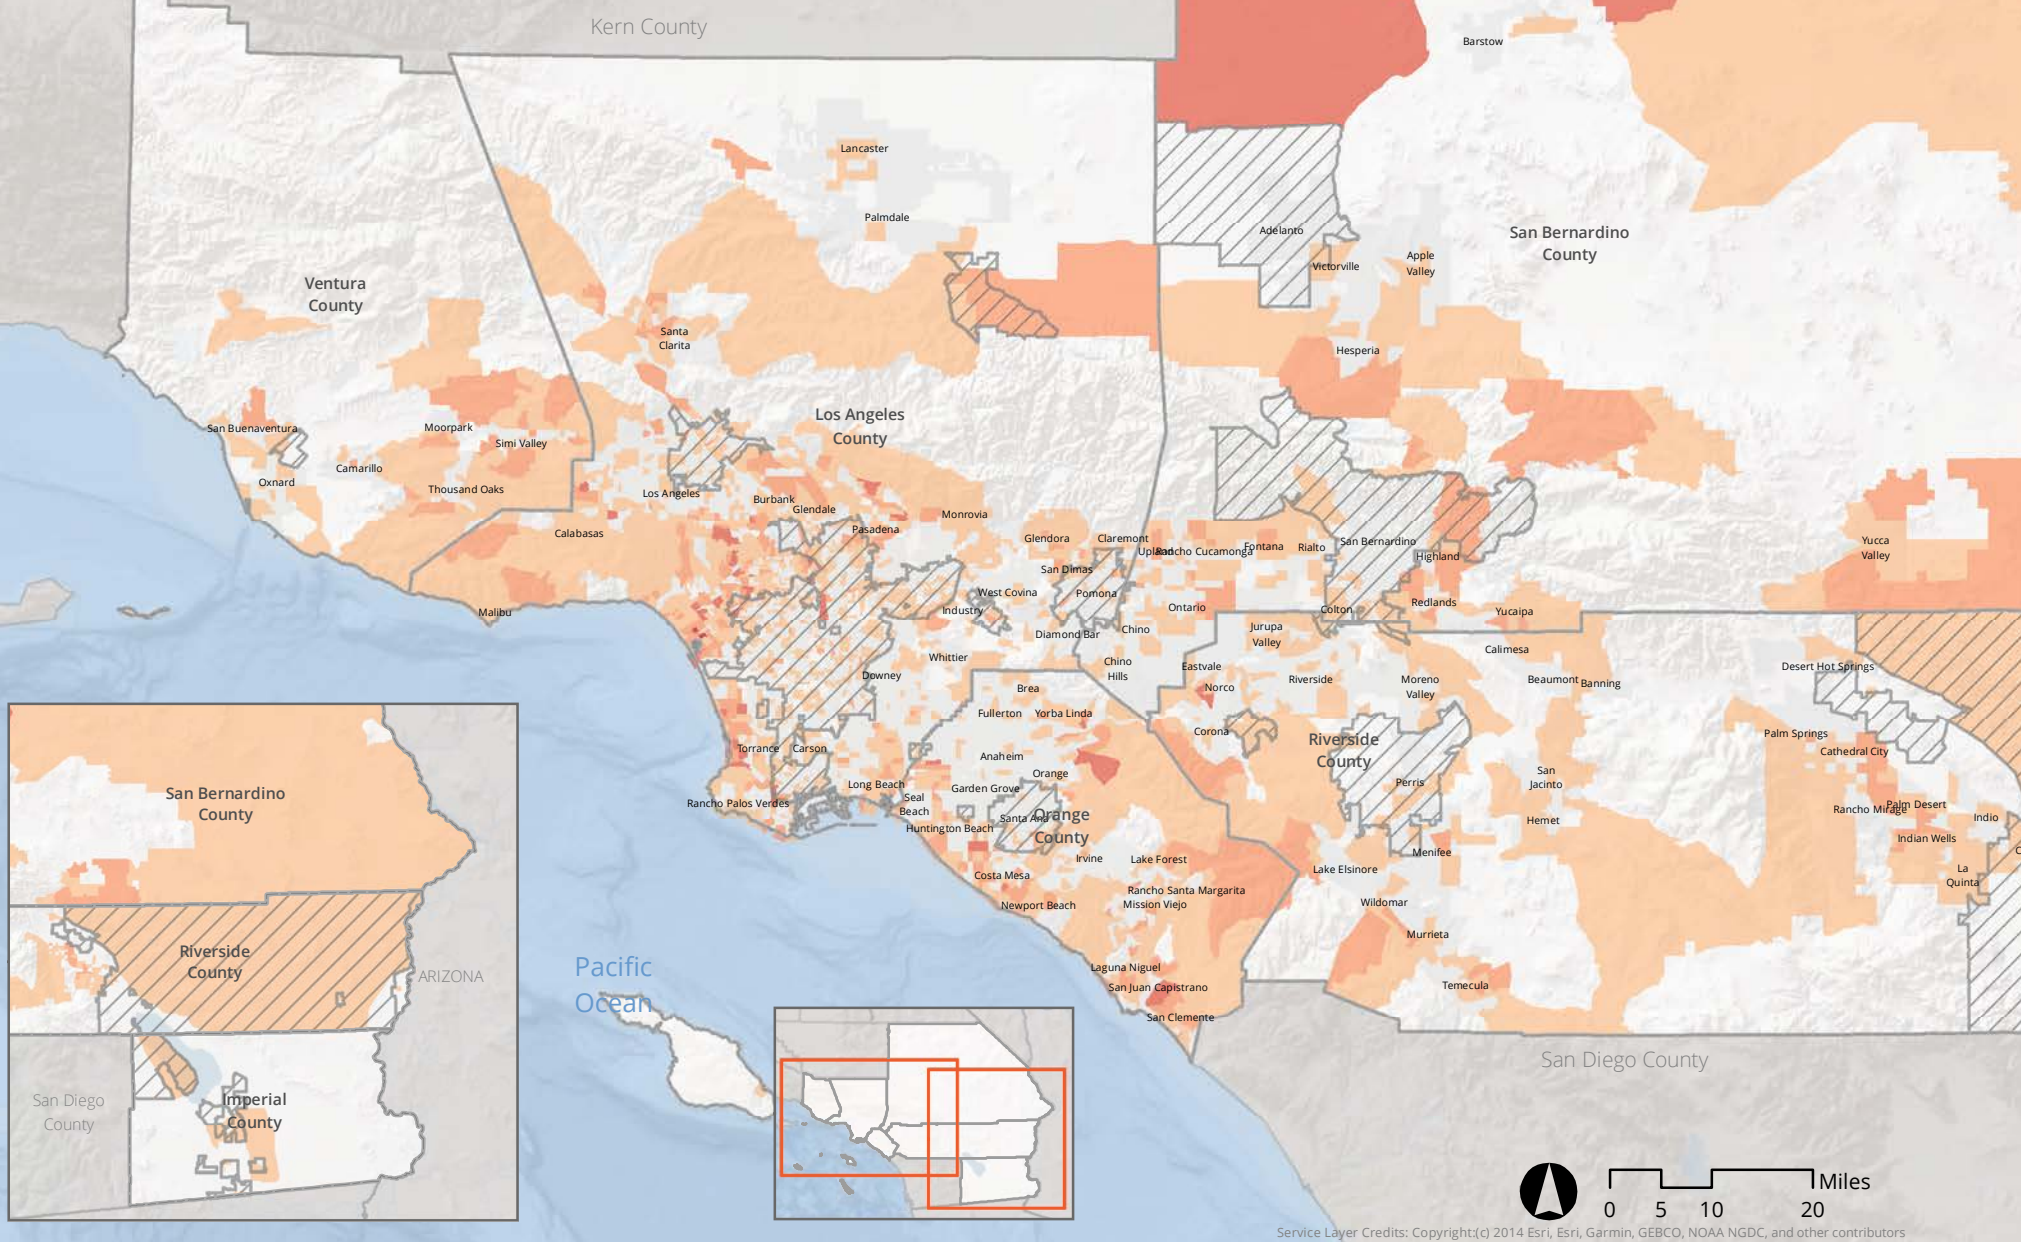 Kern County
Barstow
Lancaster
Palmdale
Adelanto
San Bernardino
County
Victorville
Apple
Valley
Ventura
County
Santa
Clarita
Hesperia
Los Angeles
County
San Buenaventura
Moorpark
Simi Valley
Camarillo
Oxnard
Thousand Oaks
Los Angeles
Burbank
Glendale
Monrovia
Calabasas
Pasadena
Glendora
Claremont
Upland
Rancho Cucamonga
Fontana
Rialto
San Bernardino
Highland
Yucca
Valley
San Dimas
West Covina
Pomona
Malibu
Industry
Ontario
Colton
Redlands
Yucaipa
Diamond Bar
Chino
Jurupa
Valley
Calimesa
Whittier
Chino
Hills
Eastvale
Desert Hot Springs
Downey
Norco
Riverside
Moreno
Valley
Beaumont
Banning
Brea
Fullerton
Yorba Linda
Corona
Riverside
County
Palm Springs
Cathedral City
Torrance
Carson
Anaheim
Orange
San
Jacinto
Perris
Long Beach
Garden Grove
Rancho Palos Verdes
Seal
Beach
Santa Ana
Orange
County
Huntington Beach
Hemet
Rancho Mirage
Palm Desert
Indio
Indian Wells
C
Irvine
Lake Forest
Menifee
Lake Elsinore
La
Quinta
Costa Mesa
Rancho Santa Margarita
Mission Viejo
Newport Beach
Wildomar
Murrieta
Laguna Niguel
San Juan Capistrano
Temecula
San Clemente
San Diego County
Pacific
Ocean
San Bernardino
County
Riverside
County
ARIZONA
San Diego
County
Imperial
County
Miles
0 5 10 20
Service Layer Credits: Copyright:(c) 2014 Esri, Esri, Garmin, GEBCO, NOAA NGDC, and other contributors